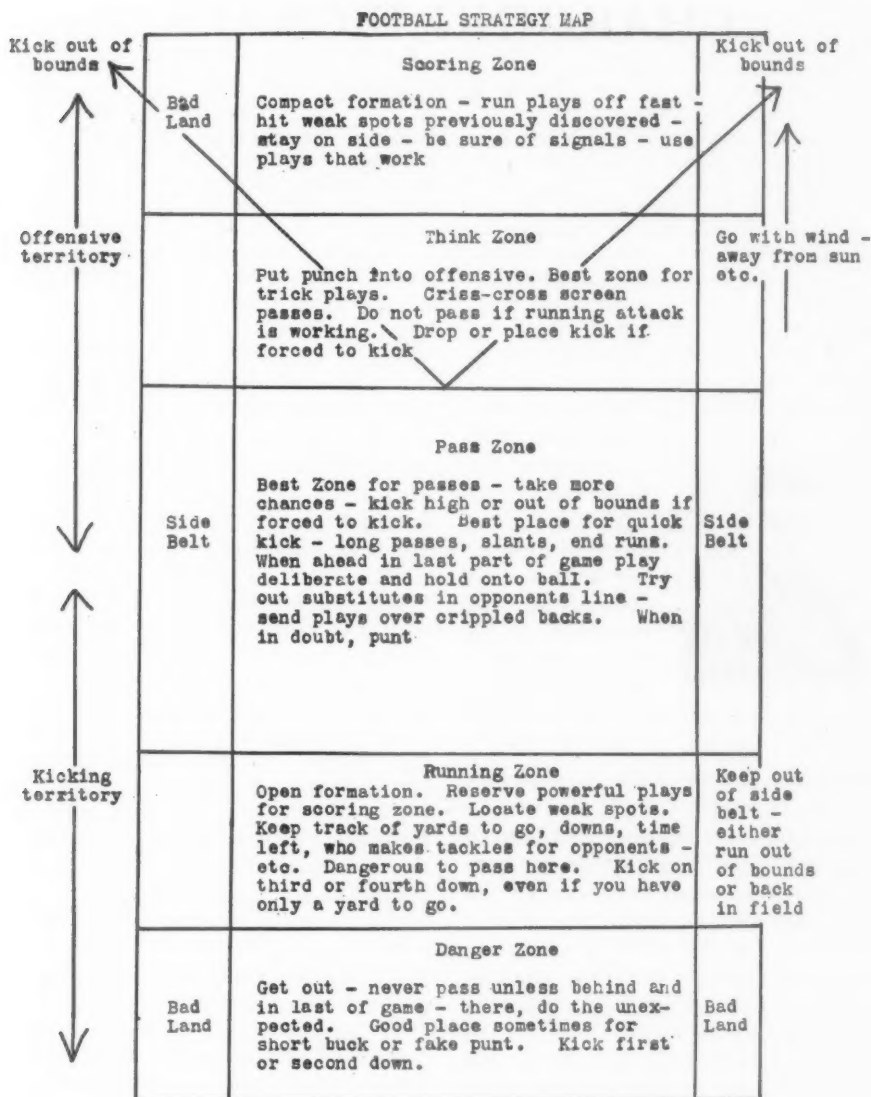 FOOTBALL STRATEGY MAP
Kick out of
bounds
Kick out of
bounds
Scoring Zone
Bad
Land
Compact formation - run plays off fast -
hit weak spots previously discovered -
stay on side - be sure of signals - use
plays that work
Offensive
territory
Think Zone
Put punch into offensive. Best zone for
trick plays. Criss-cross screen
passes. Do not pass if running attack
is working. Drop or place kick if
forced to kick
Go with wind -
away from sun
etc.
Pass Zone
Side
Belt
Best Zone for passes - take more
chances - kick high or out of bounds if
forced to kick. Best place for quick
kick - long passes, slants, end runs.
When ahead in last part of game play
deliberate and hold onto ball. Try
out substitutes in opponents line -
send plays over crippled backs. When
in doubt, punt
Side
Belt
Kicking
territory
Running Zone
Open formation. Reserve powerful plays
for scoring zone. Locate weak spots.
Keep track of yards to go, downs, time
left, who makes tackles for opponents -
etc. Dangerous to pass here. Kick on
third or fourth down, even if you have
only a yard to go.
Keep out
of side
belt -
either
run out
of bounds
or back
in field
Danger Zone
Bad
Land
Get out - never pass unless behind and
in last of game - there, do the unex-
pected. Good place sometimes for
short buck or fake punt. Kick first
or second down.
Bad
Land